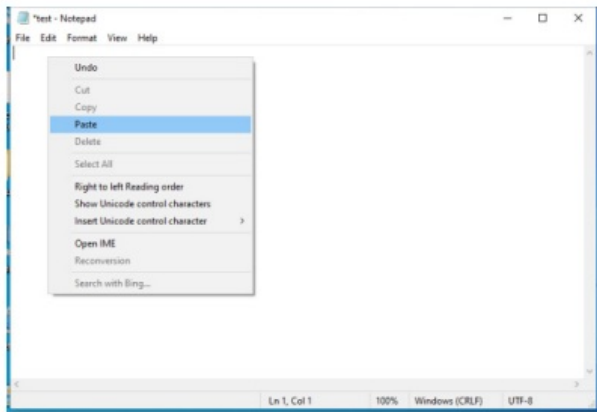 *test - Notepad
File Edit Format View Help
Undo
Cut
Copy
Paste
Delete
Select All
Right to left Reading order
Show Unicode control characters
Insert Unicode control character
Open IME
Reconversion
Search with Bing...
Ln 1, Col 1 100% Windows (CRLF) UTF-8